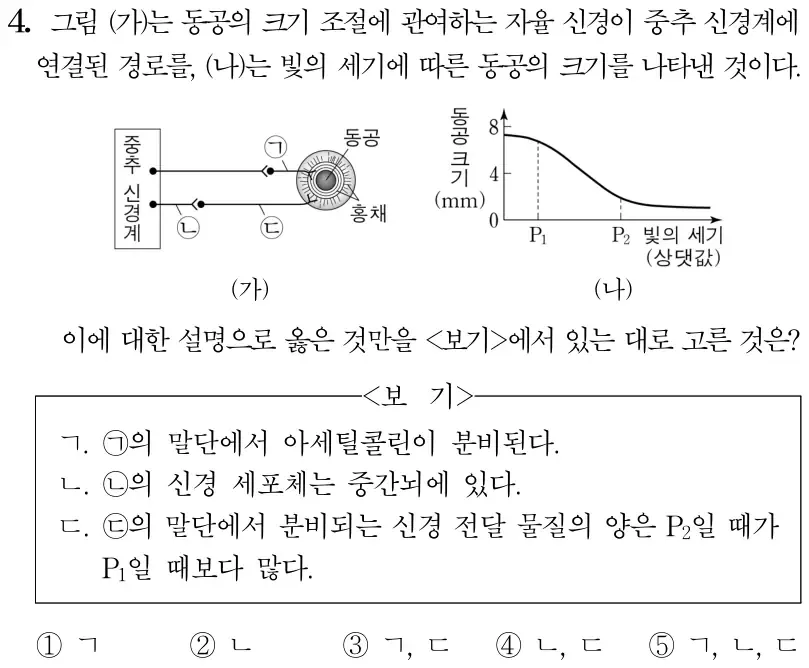 4. 그림 (가)는 동공의 크기 조절에 관여하는 자율 신경이 중추 신경계에
연결된 경로를, (나)는 빛의 세기에 따른 동공의 크기를 나타낸 것이다.
중추 신경계
㉠
동공
홍채
㉡
㉢
(가)
동공 크기
(mm)
8
4
0
P₁
P₂
빛의 세기
(상댓값)
(나)
이에 대한 설명으로 옳은 것만을 <보기>에서 있는 대로 고른 것은?
<보 기>
ㄱ. ㉠의 말단에서 아세틸콜린이 분비된다.
ㄴ. ㉡의 신경 세포체는 중간뇌에 있다.
ㄷ. ㉢의 말단에서 분비되는 신경 전달 물질의 양은 P₂일 때가
P₁일 때보다 많다.
① ㄱ ② ㄴ ③ ㄱ, ㄷ ④ ㄴ, ㄷ ⑤ ㄱ, ㄴ, ㄷ